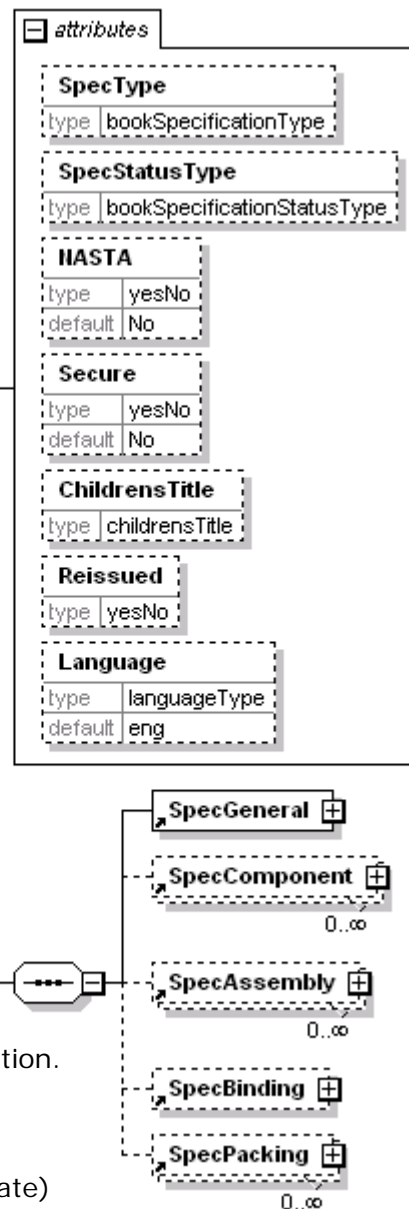 attributes
SpecType
type bookSpecificationType
SpecStatusType
type bookSpecificationStatusType
NASTA
type yesNo
default No
Secure
type yesNo
default No
ChildrensTitle
type childrensTitle
Reissued
type yesNo
Language
type languageType
default eng
SpecGeneral
SpecComponent
0..∞
SpecAssembly
0..∞
tion.
SpecBinding
SpecPacking
ate)
0..∞